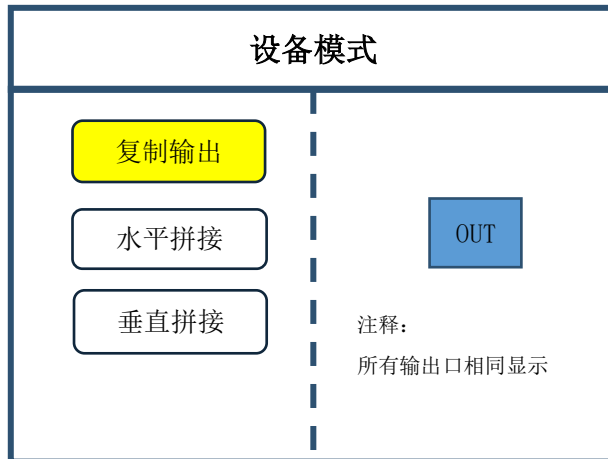 设备模式
复制输出
水平拼接
垂直拼接
OUT
注释：
所有输出口相同显示